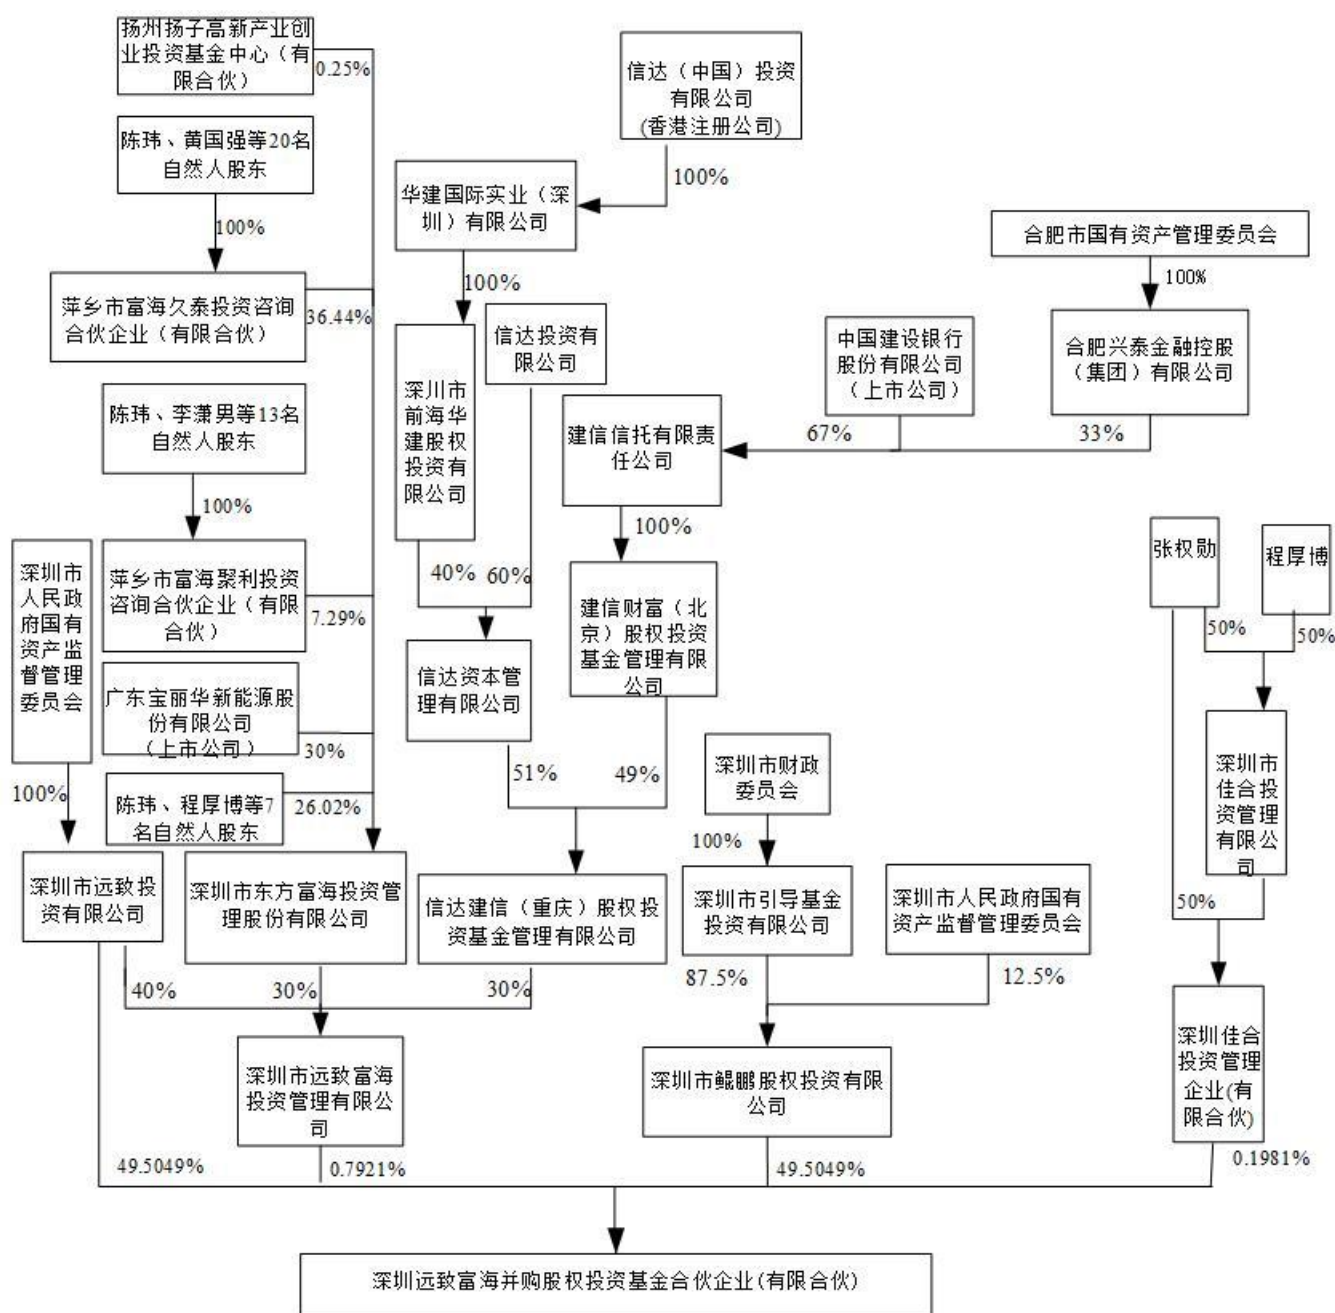 扬州扬子高新产业创
业投资基金中心（有
限合伙）
0.25%
信达（中国）投资
有限公司
(香港注册公司)
陈玮、黄国强等20名
自然人股东
100%
华建国际实业（深
圳）有限公司
100%
合肥市国有资产管理委员会
100%
100%
萍乡市富海久泰投资咨询
合伙企业（有限合伙）
36.44%
100%
深川市
前海华
建股权
投资有
限公司
信达投资有
限公司
中国建设银行
股份有限公司
（上市公司）
合肥兴泰金融控股
（集团）有限公司
陈玮、李潇男等13名
自然人股东
67%
33%
建信信托有限责
任公司
100%
100%
深圳市
人民政
府国有
资产监
督管理
委员会
萍乡市富海聚利投资
咨询合伙企业（有限
合伙）
7.29%
40%
60%
建信财富（北
京）股权投资
基金管理有限
公司
张权勋
程厚博
50%
50%
信达资本管
理有限公司
广东宝丽华新能源股
份有限公司
（上市公司）
30%
51%
49%
深圳市财政
委员会
深圳市
佳合投
资管理
有限公
司
100%
陈玮、程厚博等7
名自然人股东
26.02%
100%
深圳市远致投
资有限公司
深圳市东方富海投资管
理股份有限公司
信达建信（重庆）股权投
资基金管理有限公司
深圳市引导基金
投资有限公司
深圳市人民政府国有
资产监督管理委员会
50%
40%
30%
30%
87.5%
12.5%
深圳市远致富海
投资管理有限公
司
深圳市鲲鹏股权投资有限
公司
深圳佳合
投资管理
企业(有
限合伙)
49.5049%
0.7921%
49.5049%
0.1981%
深圳远致富海并购股权投资基金合伙企业(有限合伙)